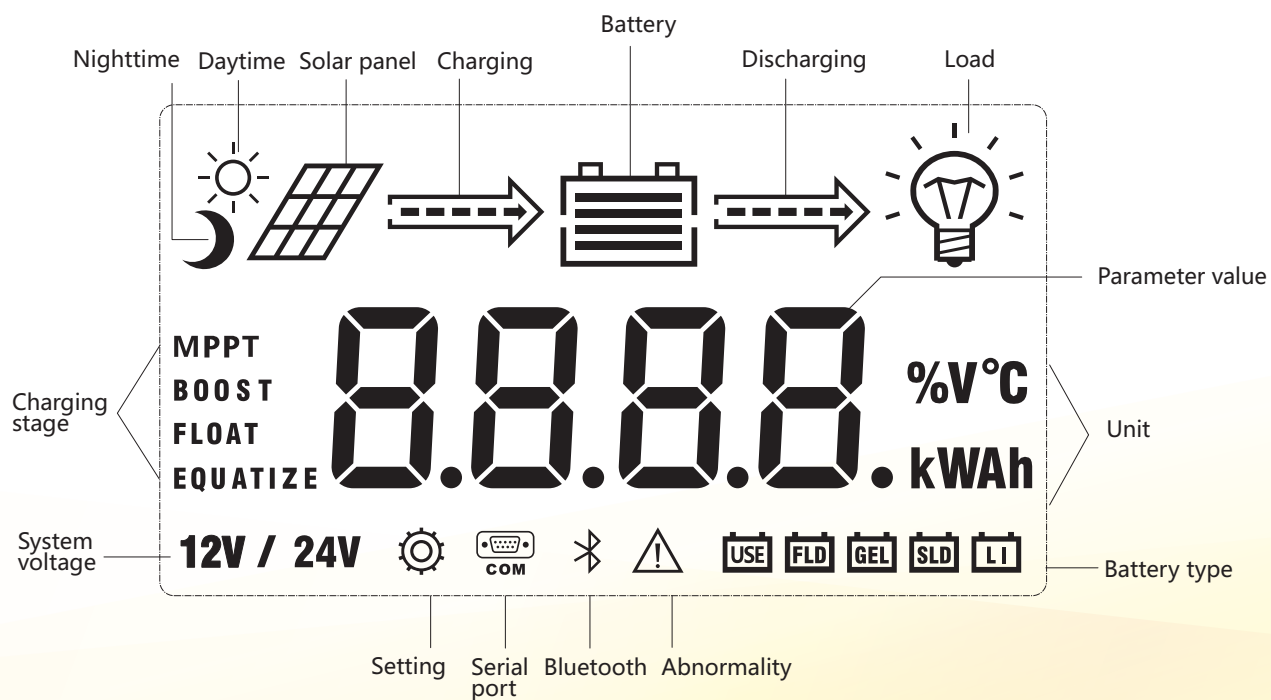 Battery
Nighttime Daytime Solar panel Charging Discharging Load
Parameter value
MPPT
BOOST
FLOAT
EQUATIZE
Charging
stage
8.8.8.8.
%V°C
kWAh
Unit
System
voltage
12V / 24V
COM
USE FLD GEL SLD LI
Battery type
Setting Serial
port
Bluetooth Abnormality